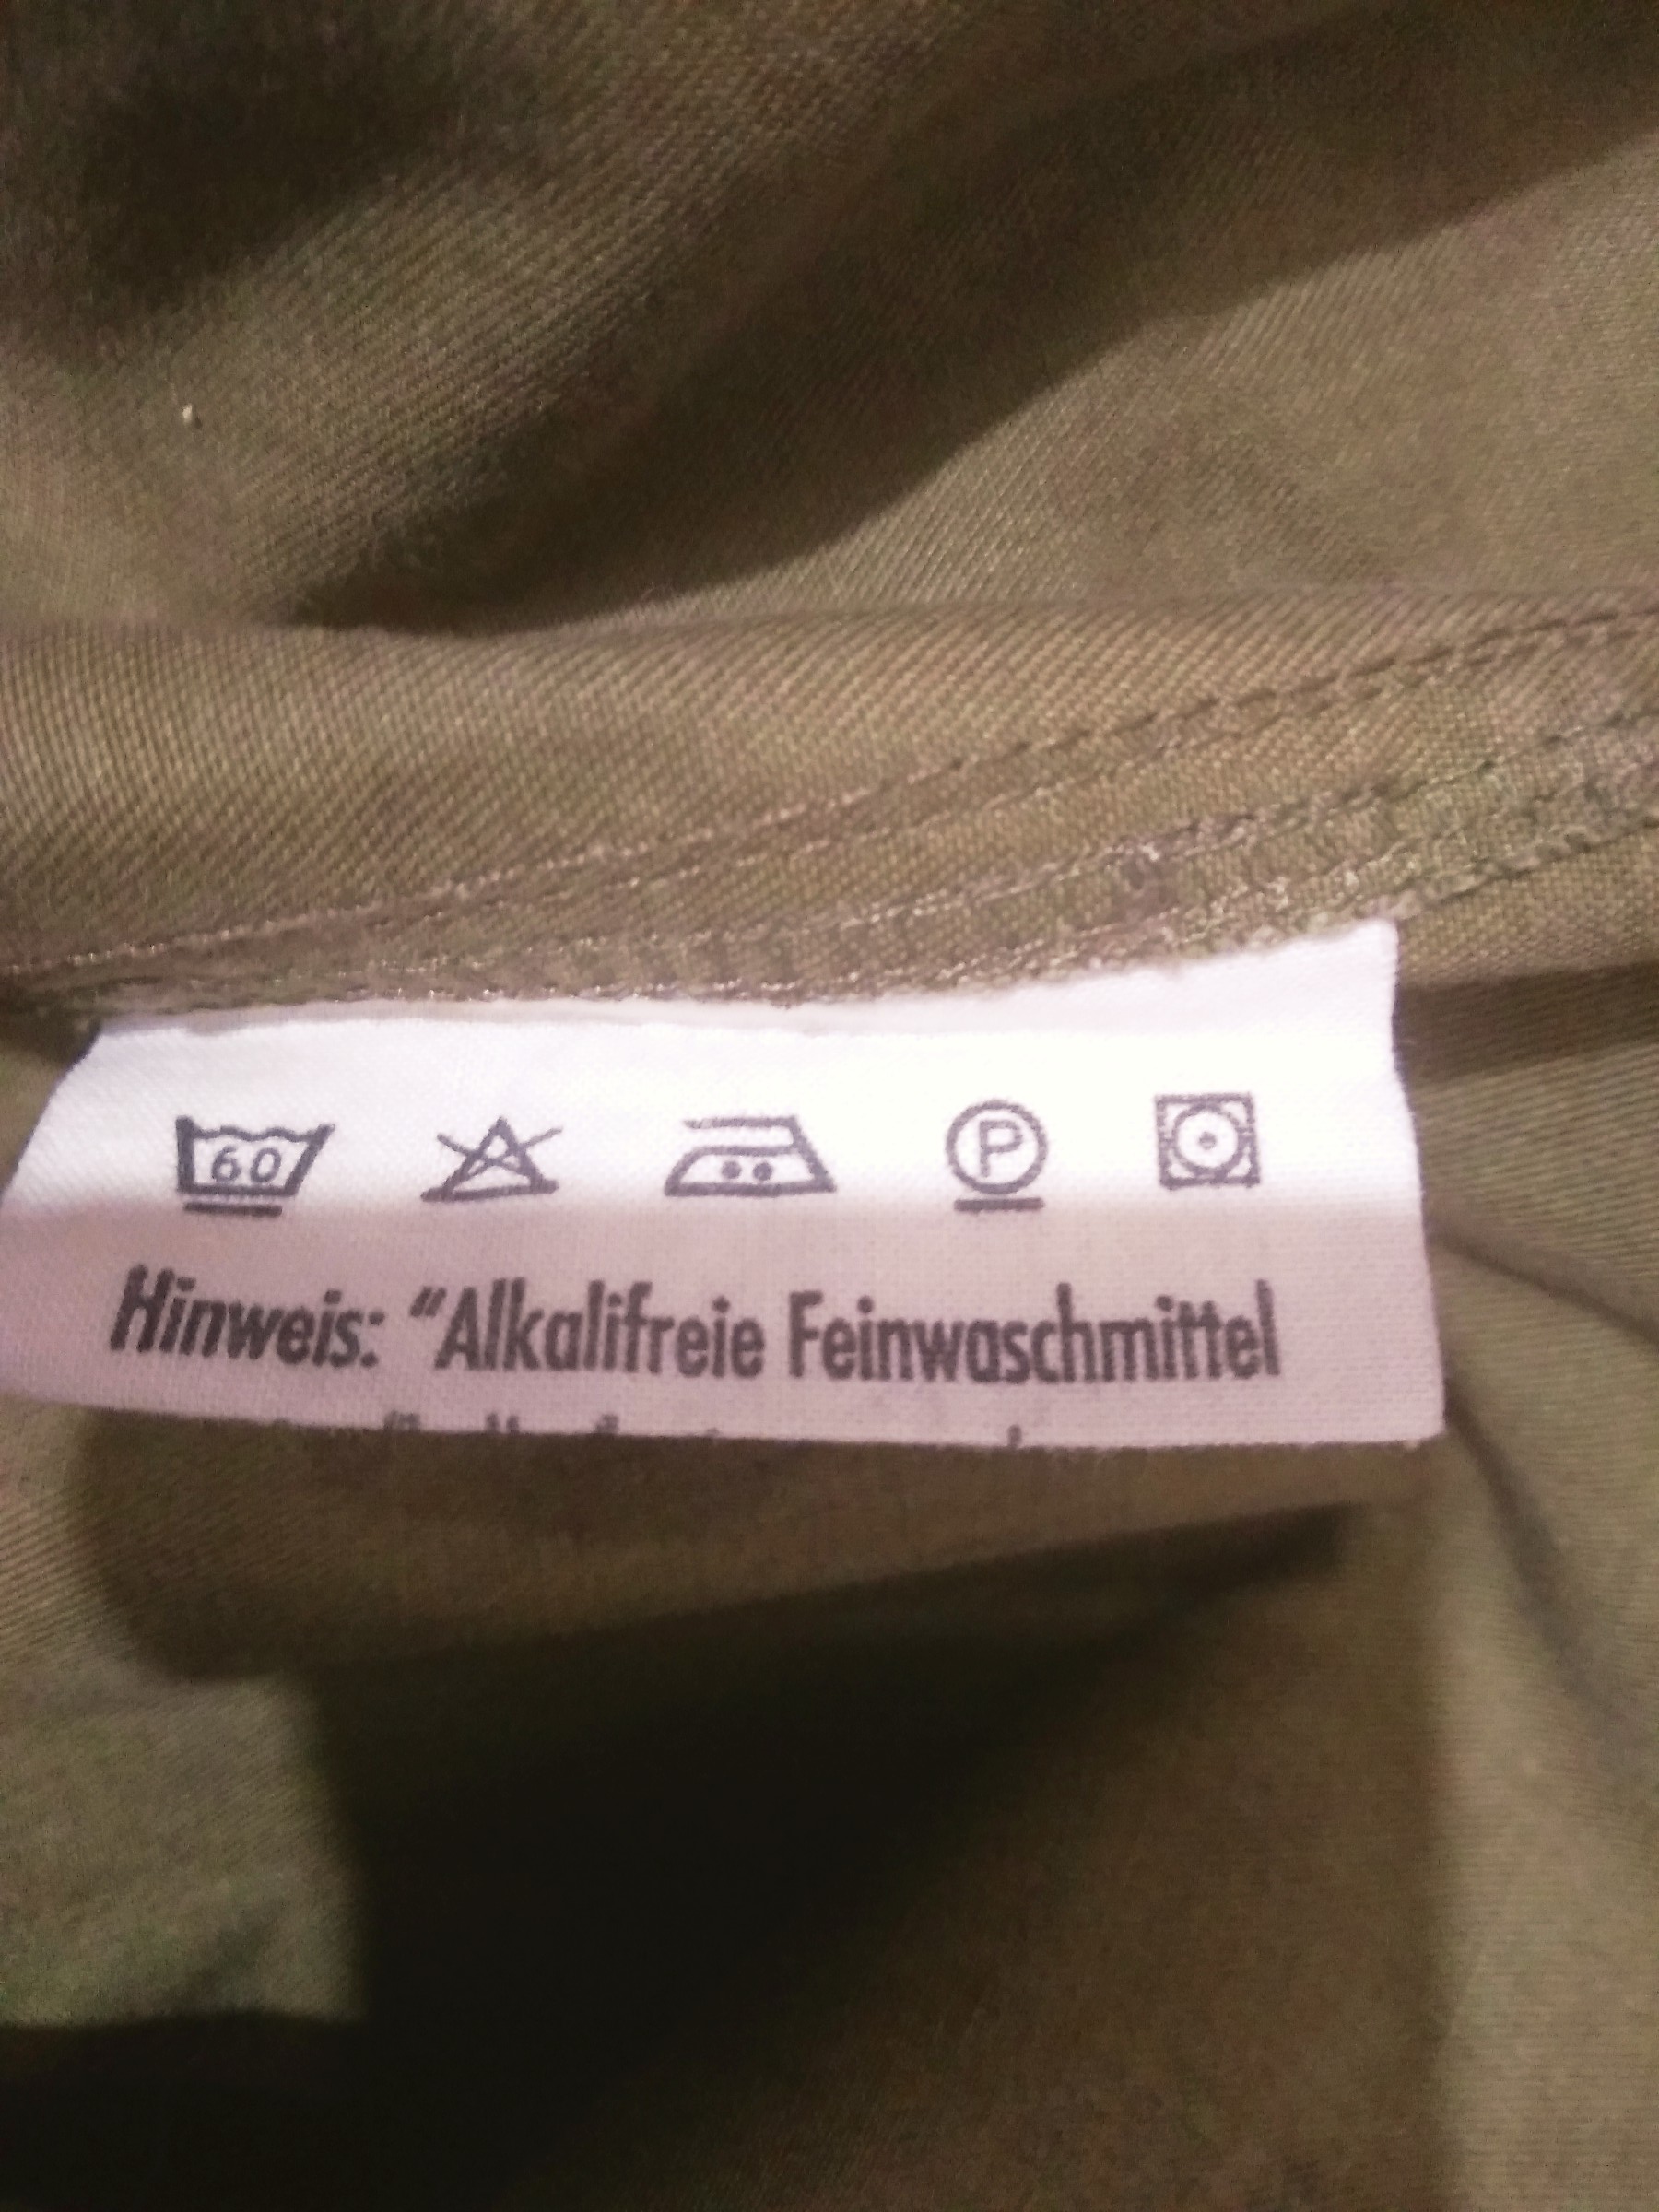 60 P
Hinweis: “Alkalifreie Feinwaschmittel